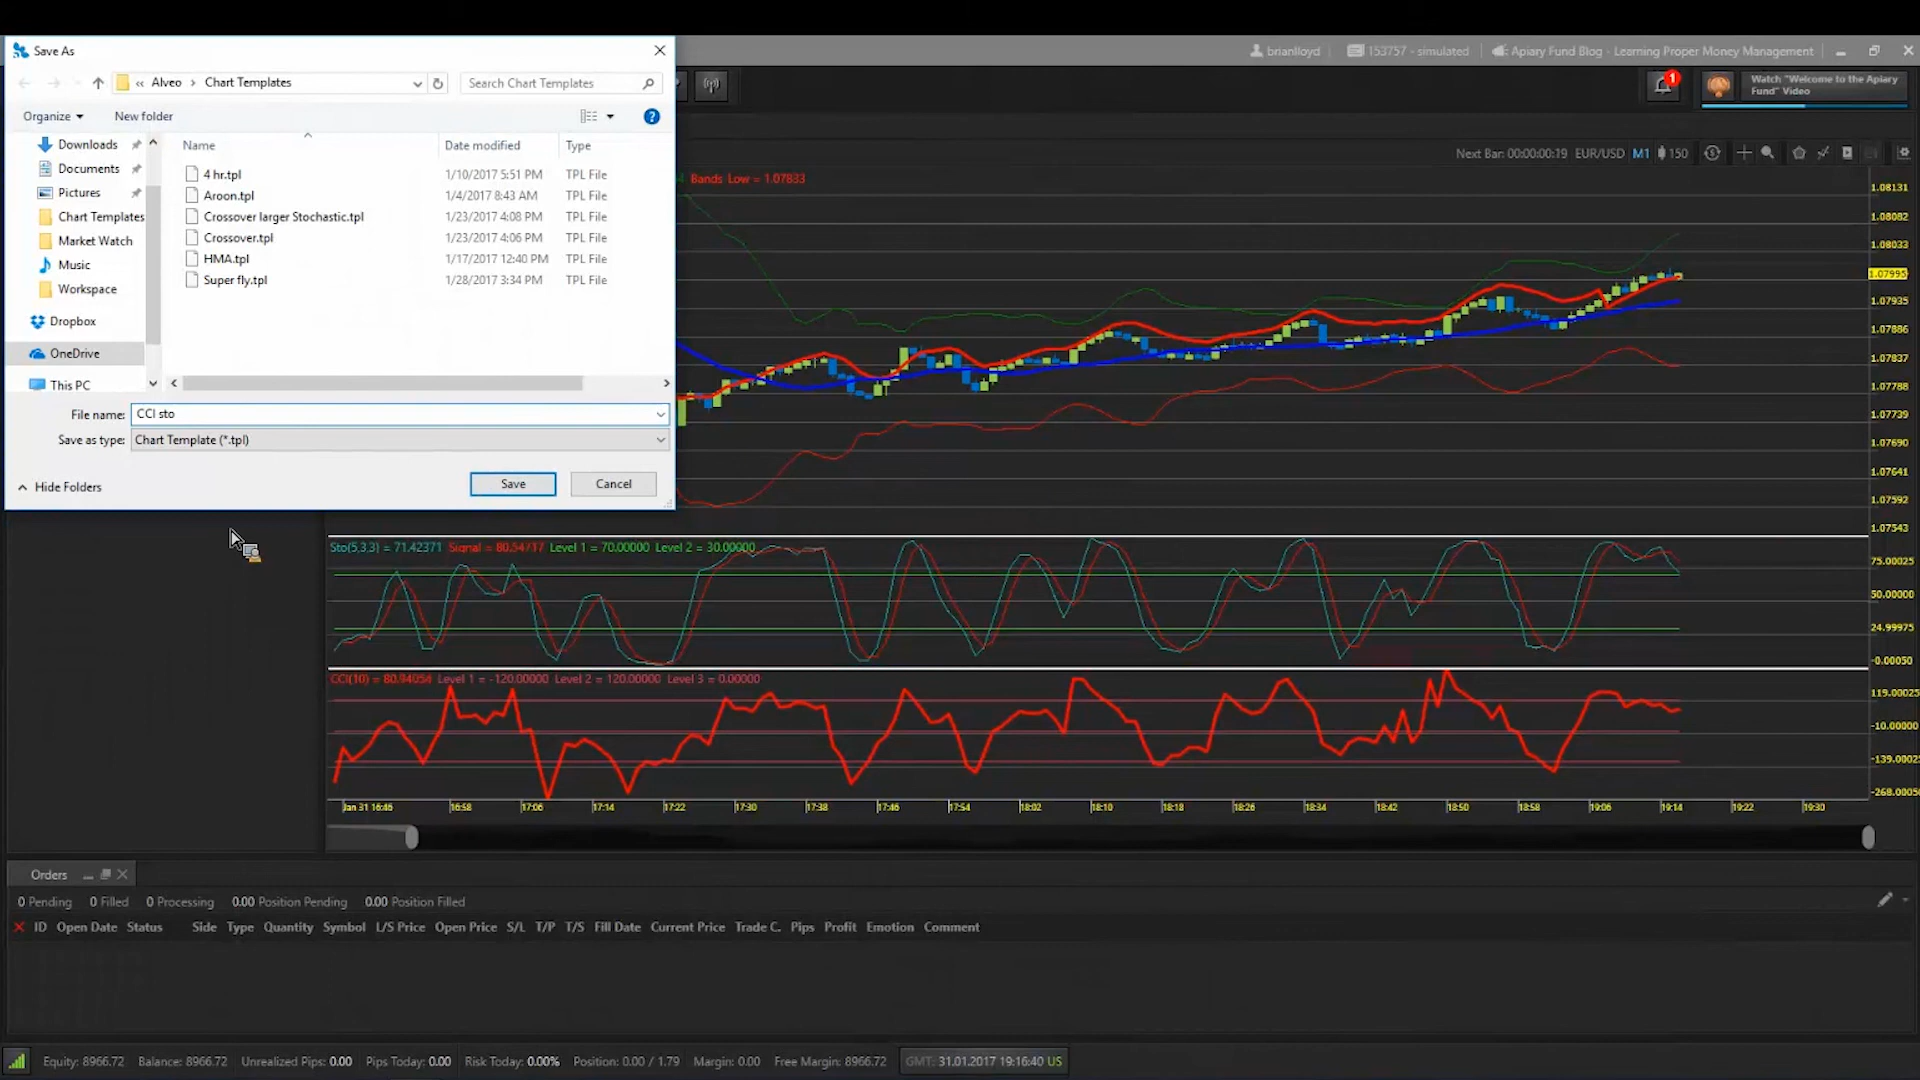 Save As
brianlloyd
153757 - simulated
Apiary Fund Blog - Learning Proper Money Management
« Alveo › Chart Templates
Search Chart Templates
1
Watch "Welcome to the Apiary
Fund" Video
Organize
New folder
Downloads
Documents
Pictures
Chart Templates
Market Watch
Music
Workspace
Dropbox
OneDrive
This PC
Name Date modified Type
4 hr.tpl 1/10/2017 5:51 PM TPL File
Aroon.tpl 1/4/2017 8:43 AM TPL File
Crossover larger Stochastic.tpl 1/23/2017 4:08 PM TPL File
Crossover.tpl 1/23/2017 4:06 PM TPL File
HMA.tpl 1/17/2017 12:40 PM TPL File
Super fly.tpl 1/28/2017 3:34 PM TPL File
File name: CCI sto
Save as type: Chart Template (*.tpl)
Hide Folders
Save
Cancel
Next Bar: 00:00:00:19 EUR/USD M1 150
Bands Low = 1.07833
1.08131
1.08082
1.08033
1.07995
1.07935
1.07886
1.07837
1.07788
1.07739
1.07690
1.07641
1.07592
1.07543
Sto(5,3,3) = 71.42371 Signal = 80.54717 Level 1 = 70.00000 Level 2 = 30.00000
75.00025
50.00000
24.99975
-0.00050
CCI(10) = 80.94054 Level 1 = -120.00000 Level 2 = 120.00000 Level 3 = 0.00000
119.00025
-10.00000
-139.00025
-268.00050
Jan 31 16:46 16:58 17:06 17:14 17:22 17:30 17:38 17:46 17:54 18:02 18:10 18:18 18:26 18:34 18:42 18:50 18:58 19:06 19:14 19:22 19:30
Orders
0 Pending 0 Filled 0 Processing 0.00 Position Pending 0.00 Position Filled
ID Open Date Status Side Type Quantity Symbol L/S Price Open Price S/L T/P T/S Fill Date Current Price Trade C. Pips Profit Emotion Comment
Equity: 8966.72 Balance: 8966.72 Unrealized Pips: 0.00 Pips Today: 0.00 Risk Today: 0.00% Position: 0.00 / 1.79 Margin: 0.00 Free Margin: 8966.72 GMT: 31.01.2017 19:16:40 US